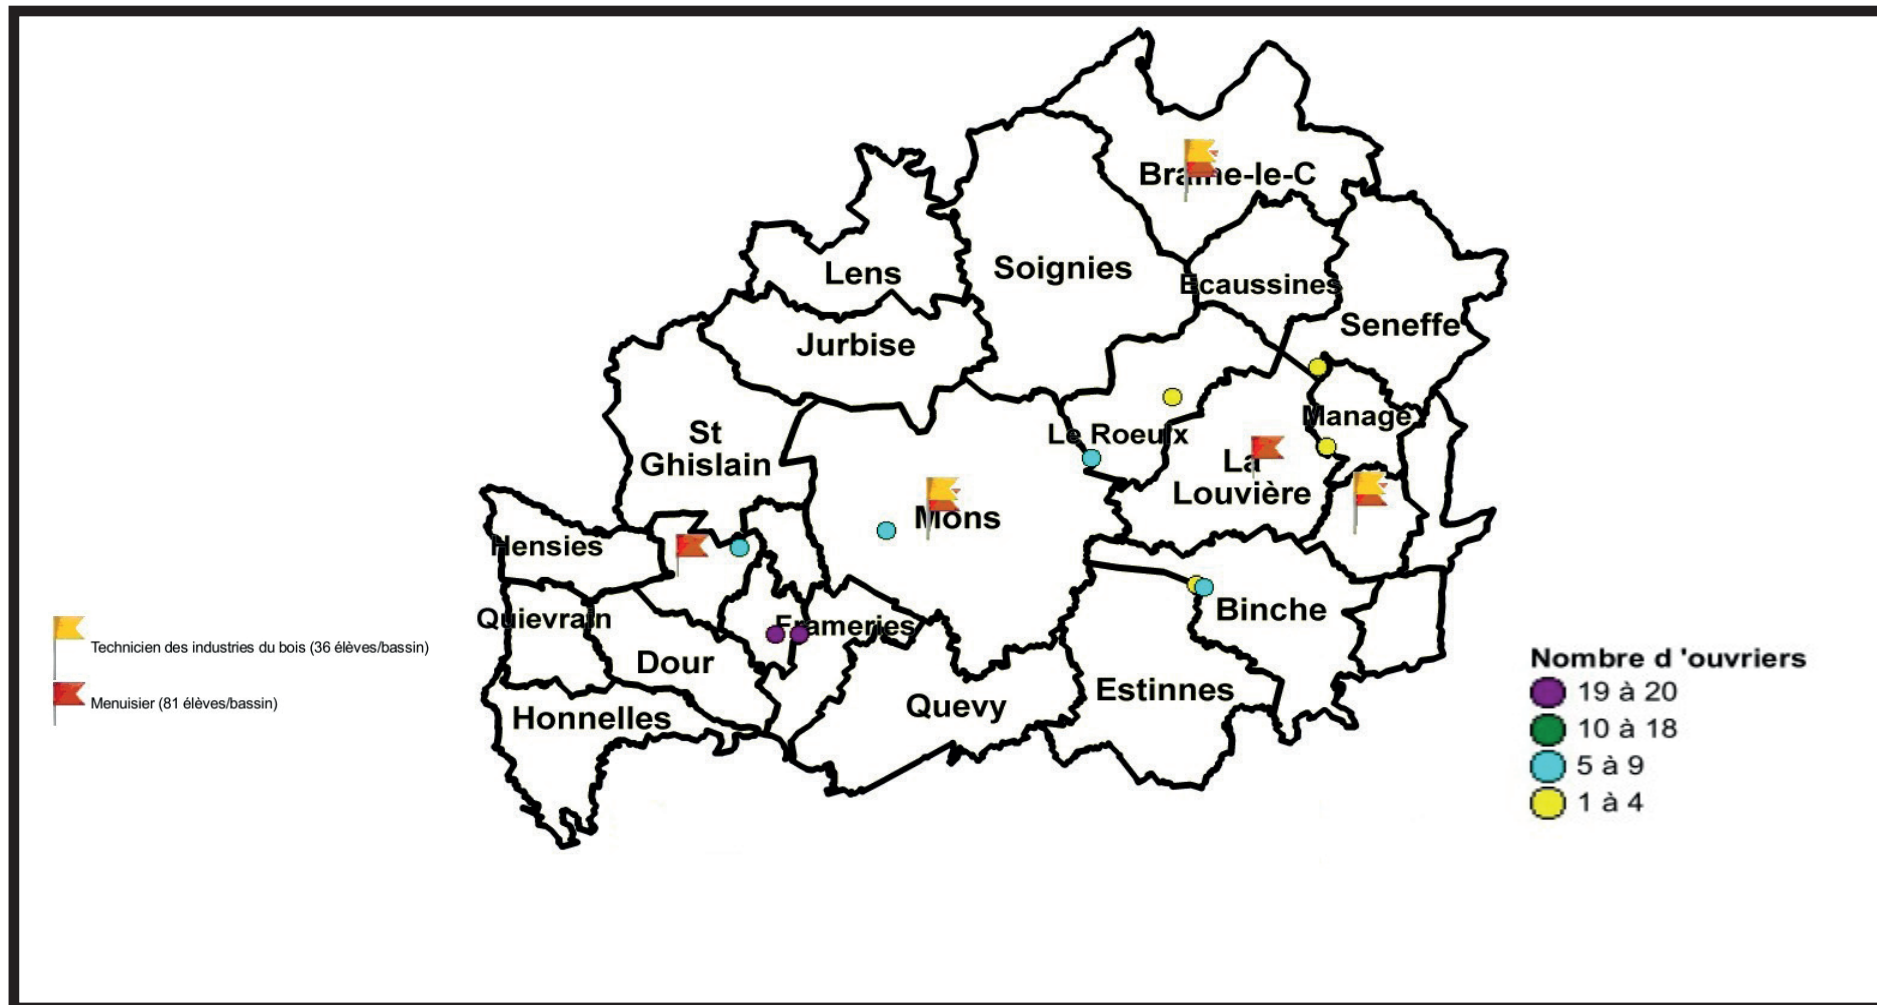 Braine-le-C
Soignies
Lens
Ecaussines
Seneffe
Jurbise
Manage
Le Roeulx
St
Ghislain
La
Louvière
Mons
Hensies
Binche
Quievrain
Frameries
Dour
Estinnes
Quevy
Honnelles
Technicien des industries du bois (36 élèves/bassin)
Menuisier (81 élèves/bassin)
Nombre d 'ouvriers
19 à 20
10 à 18
5 à 9
1 à 4